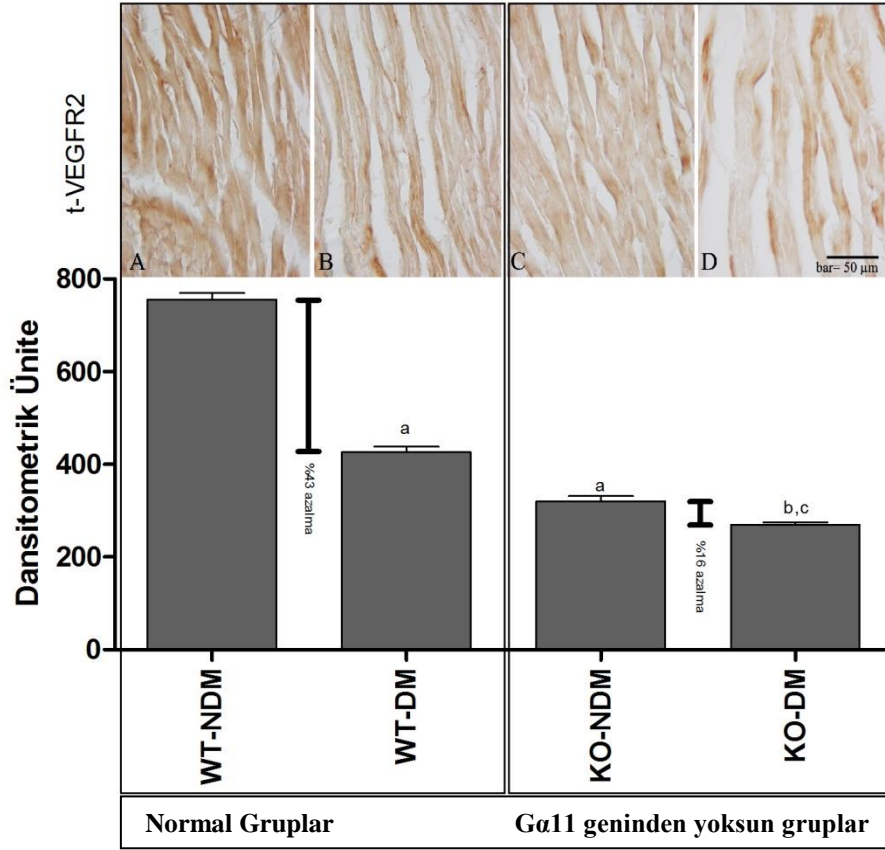 t-VEGFR2
A
B
C
D
bar– 50 µm
Dansitometrik Ünite
800
600
400
200
0
%43 azalma
a
a
%16 azalma
b,c
WT-NDM
WT-DM
KO-NDM
KO-DM
Normal Gruplar
Gα11 geninden yoksun gruplar